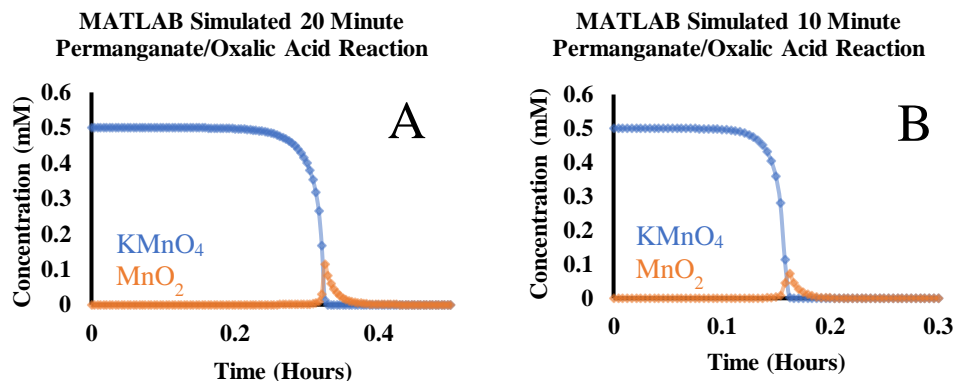 MATLAB Simulated 20 Minute
Permanganate/Oxalic Acid Reaction
A
Concentration (mM)
0.6
0.5
0.4
0.3
0.2
0.1
0
KMnO₄
MnO₂
0
0.2
0.4
Time (Hours)
MATLAB Simulated 10 Minute
Permanganate/Oxalic Acid Reaction
B
Concentration (mM)
0.6
0.5
0.4
0.3
0.2
0.1
0
KMnO₄
MnO₂
0
0.1
0.2
0.3
Time (Hours)